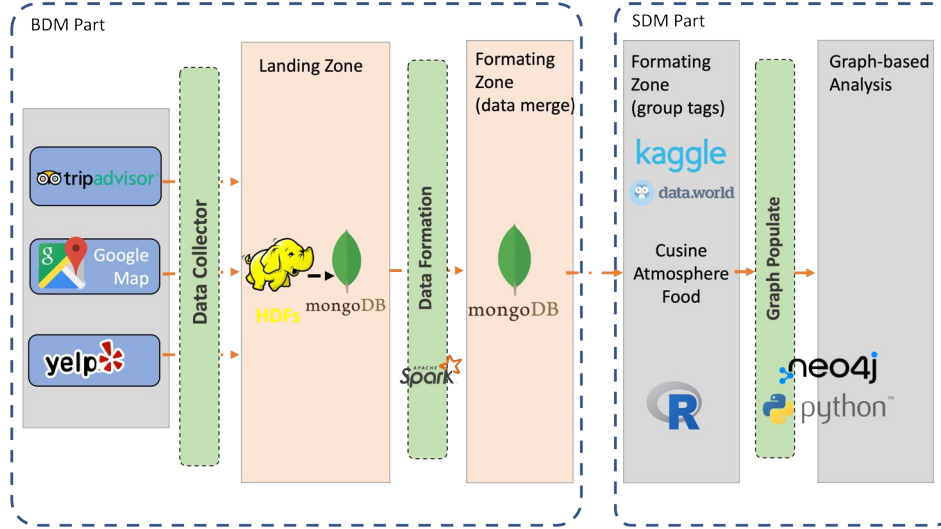 BDM Part
tripadvisor
Google
Map
yelp
Data Collector
Landing Zone
HDFs
mongoDB
Data Formation
APACHE
Spark
Formating
Zone
(data merge)
mongoDB
SDM Part
Formating
Zone
(group tags)
kaggle
data.world
Cusine
Atmosphere
Food
R
Graph Populate
Graph-based
Analysis
neo4j
python™